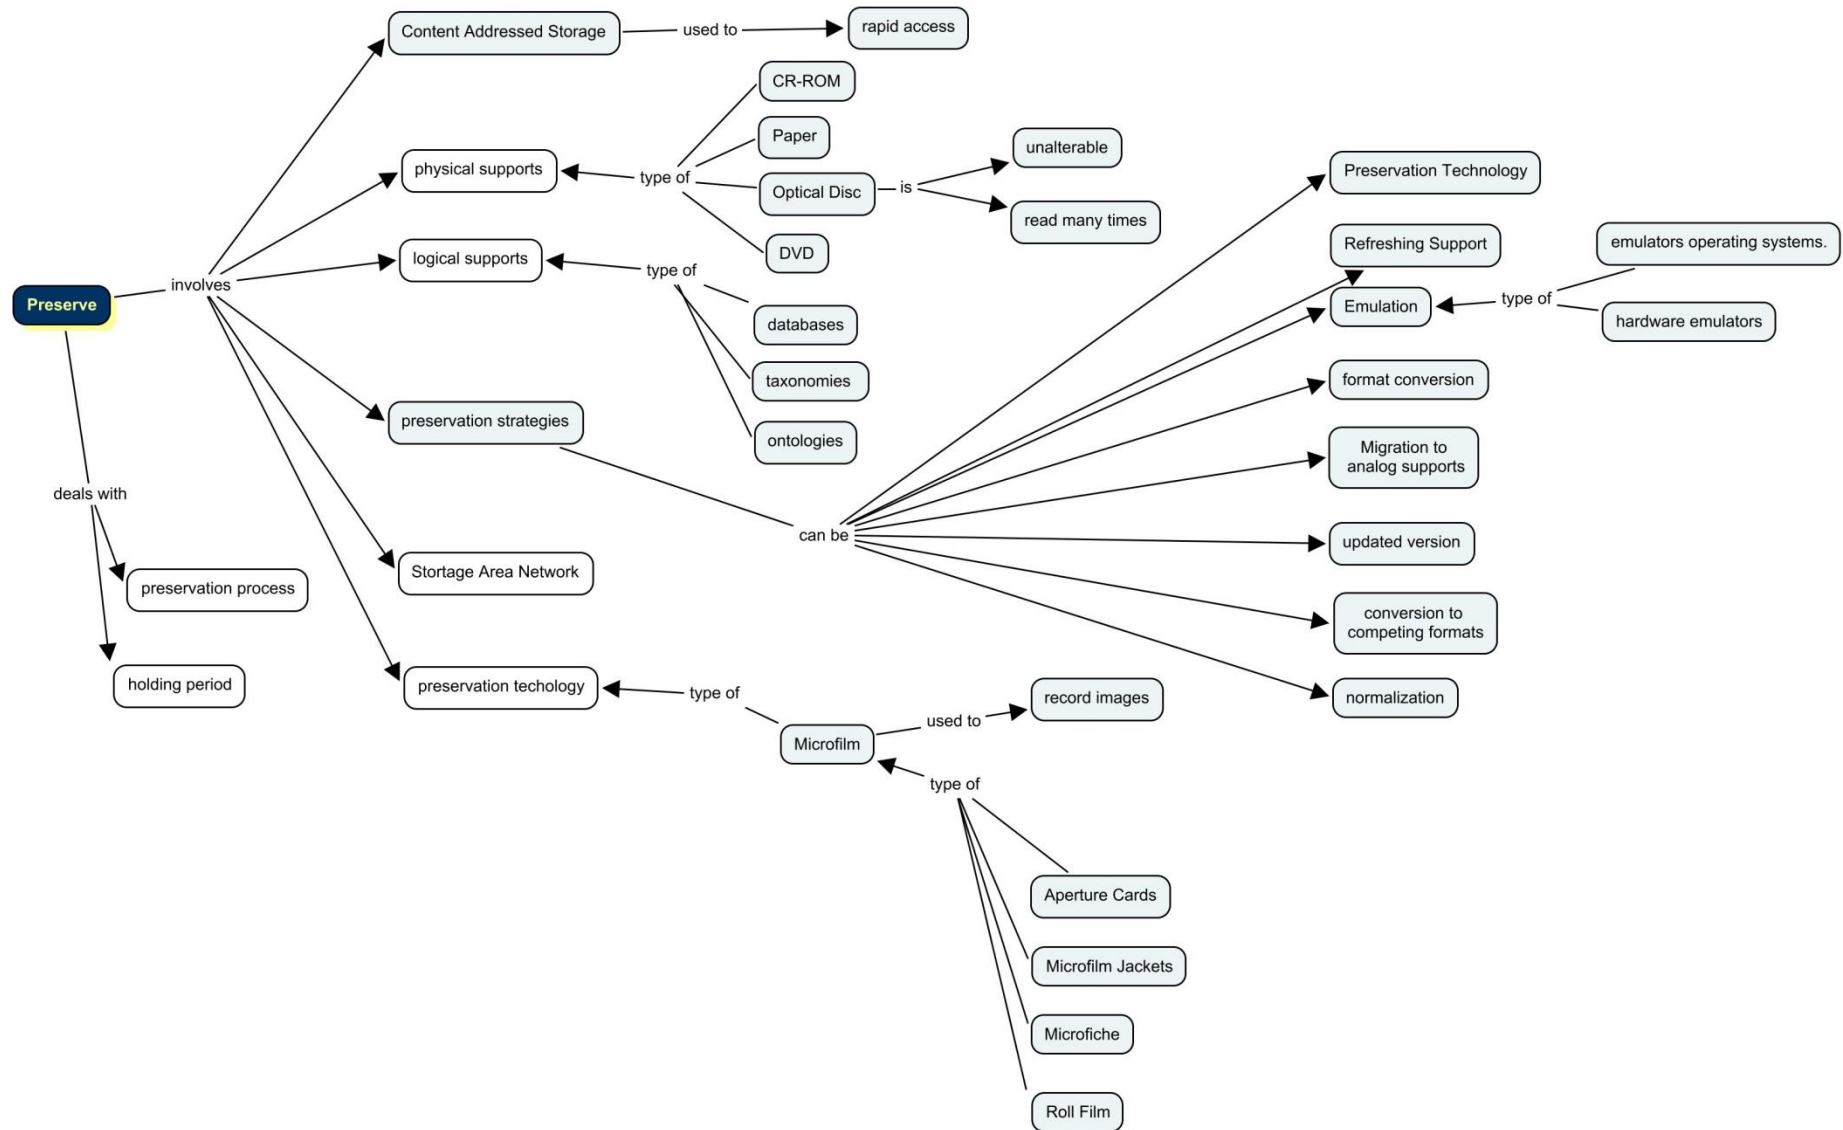 Content Addressed Storage
used to
rapid access
CR-ROM
Paper
unalterable
physical supports
type of
Optical Disc
is
read many times
Preservation Technology
DVD
Refreshing Support
emulators operating systems.
logical supports
type of
Preserve
involves
databases
Emulation
type of
hardware emulators
taxonomies
format conversion
preservation strategies
ontologies
Migration to
analog supports
deals with
can be
updated version
preservation process
Stortage Area Network
conversion to
competing formats
holding period
preservation techology
type of
record images
normalization
Microfilm
used to
type of
Aperture Cards
Microfilm Jackets
Microfiche
Roll Film